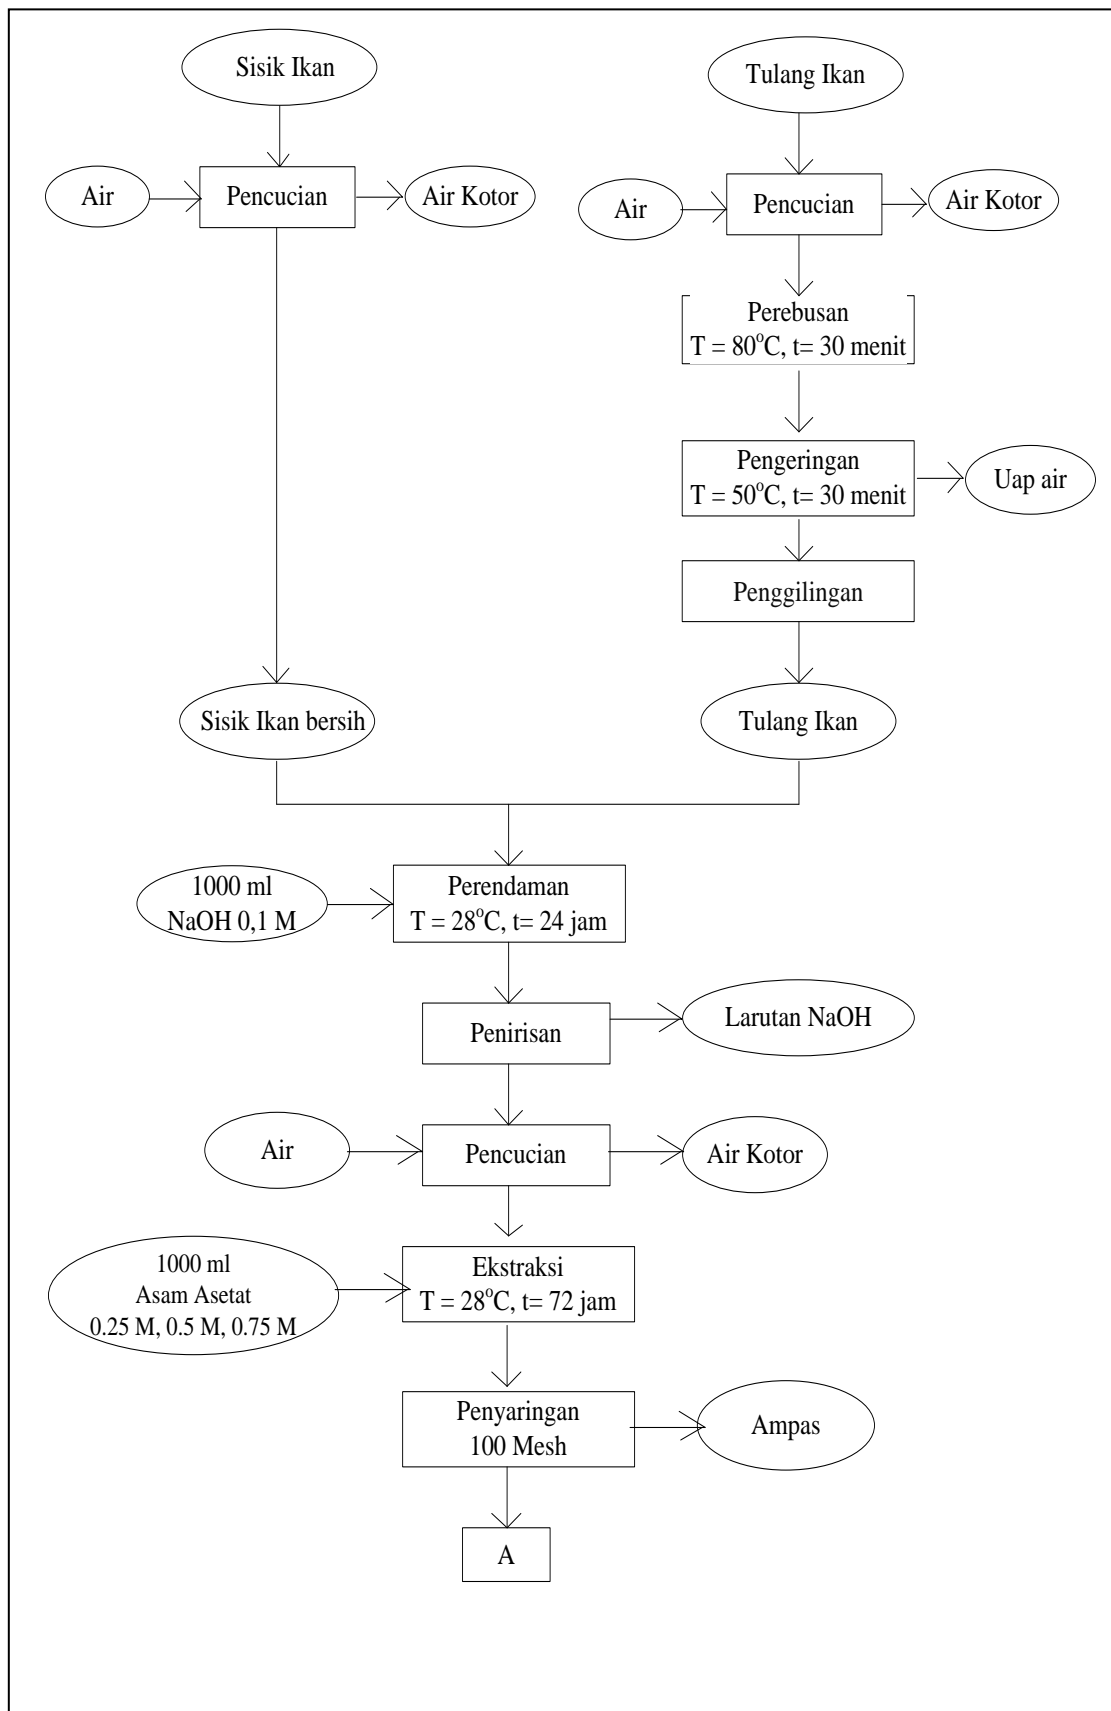 Sisik Ikan
Tulang Ikan
Air
Pencucian
Air Kotor
Air
Pencucian
Air Kotor
Perebusan
T = 80°C, t= 30 menit
Pengeringan
T = 50°C, t= 30 menit
Uap air
Penggilingan
Sisik Ikan bersih
Tulang Ikan
1000 ml
NaOH 0,1 M
Perendaman
T = 28°C, t= 24 jam
Penirisan
Larutan NaOH
Air
Pencucian
Air Kotor
1000 ml
Asam Asetat
0.25 M, 0.5 M, 0.75 M
Ekstraksi
T = 28°C, t= 72 jam
Penyaringan
100 Mesh
Ampas
A